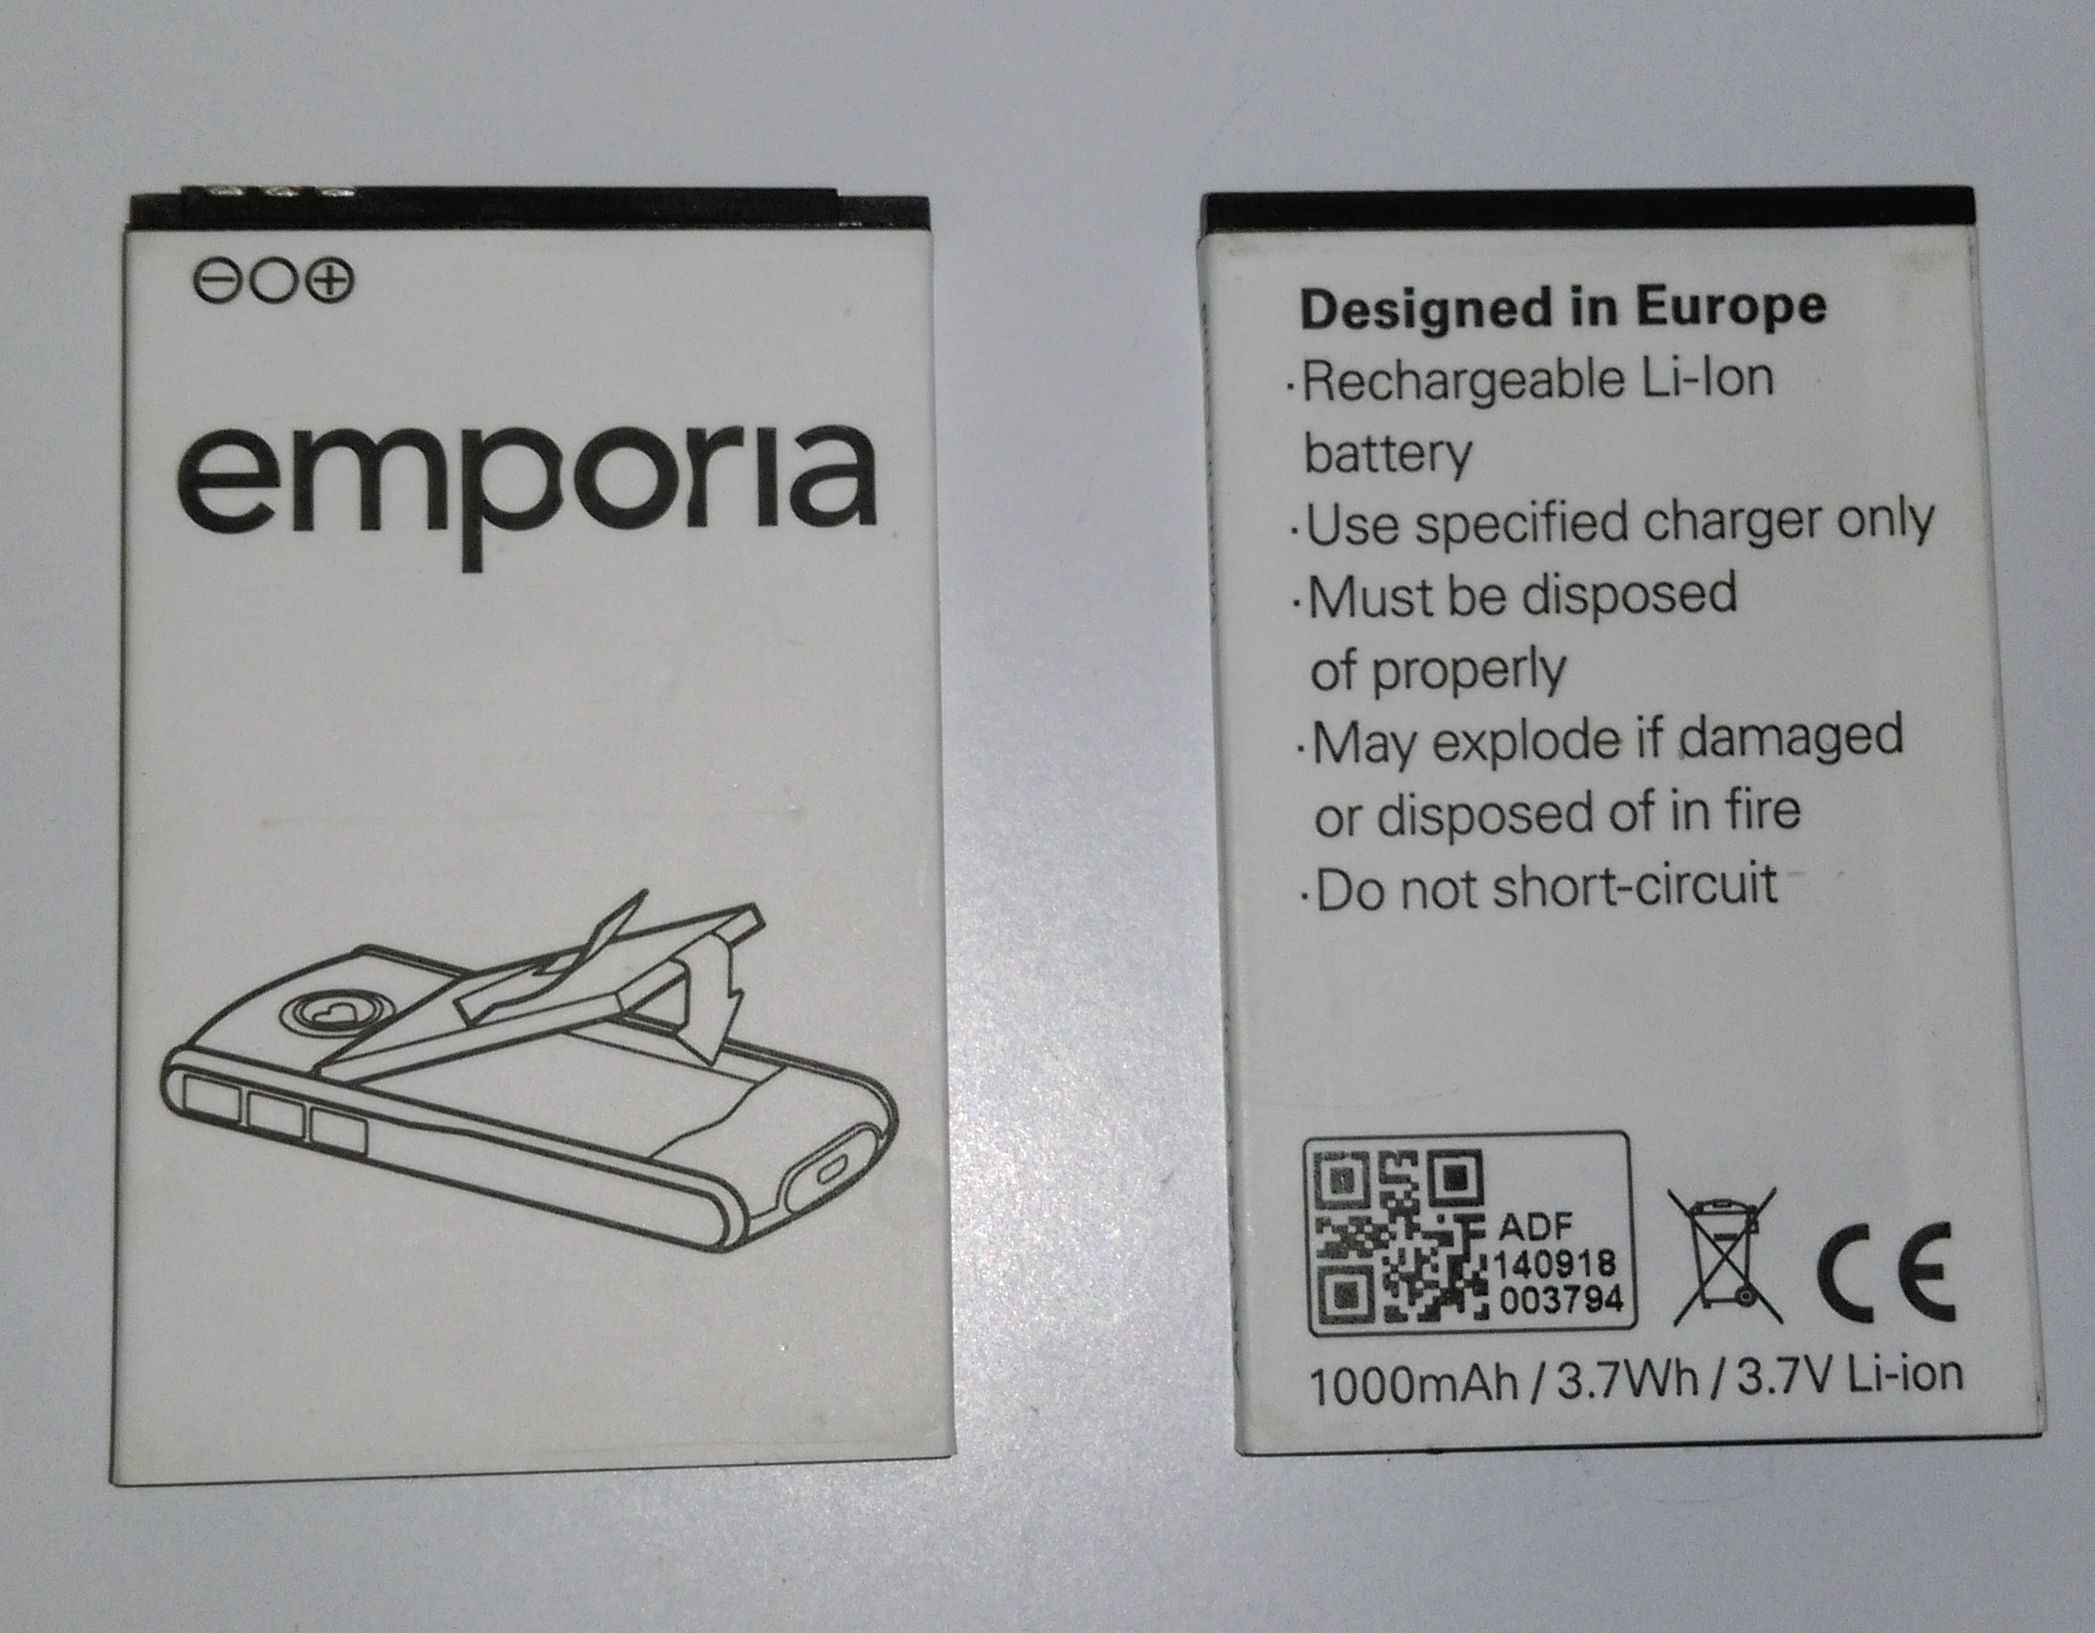 emporia
Designed in Europe
·Rechargeable Li-Ion
battery
·Use specified charger only
·Must be disposed
of properly
·May explode if damaged
or disposed of in fire
·Do not short-circuit
ADF
140918
003794
CE
1000mAh / 3.7Wh / 3.7V Li-ion